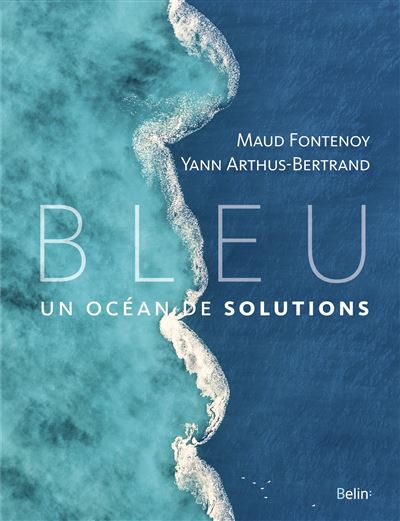 MAUD FONTENOY
YANN ARTHUS-BERTRAND
BLEU
UN OCÉAN DE SOLUTIONS
Belin: